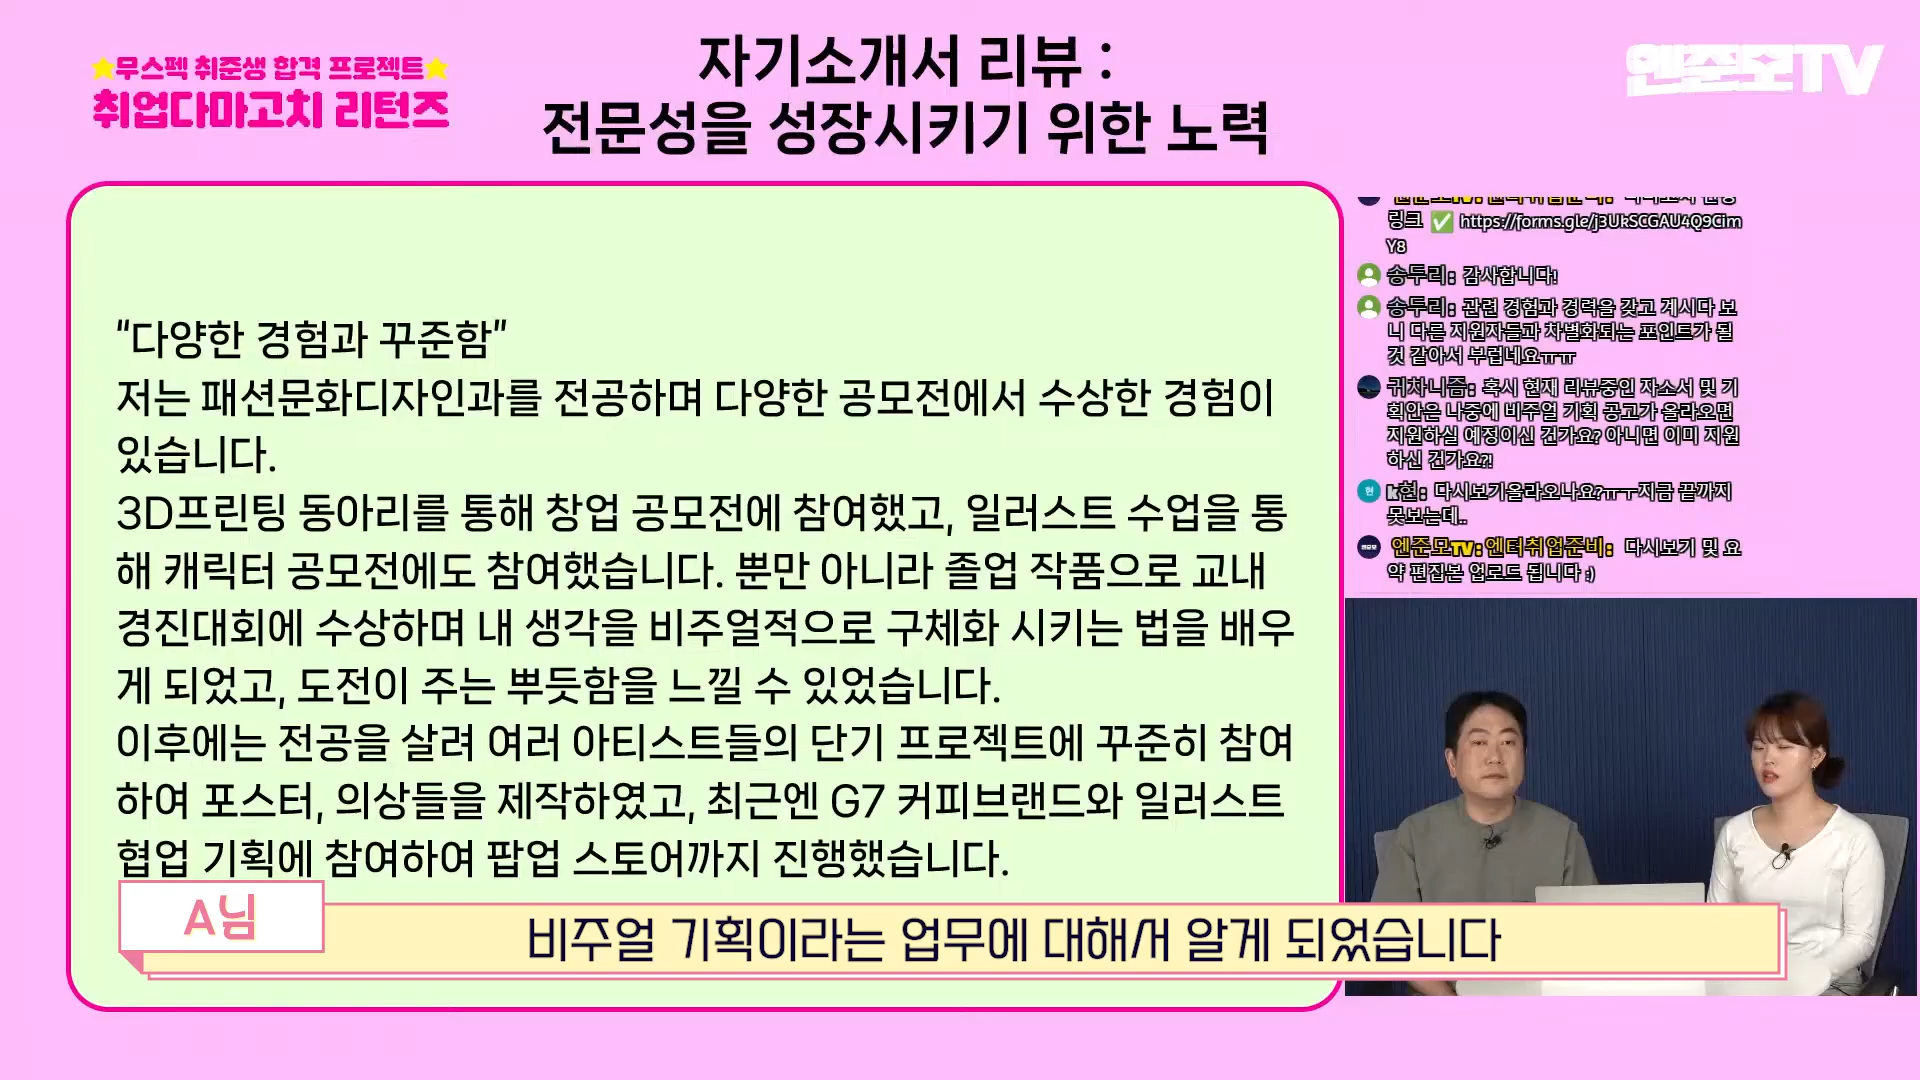 무스펙 취준생 합격 프로젝트
취업다마고치 리턴즈
자기소개서 리뷰 :
전문성을 성장시키기 위한 노력
엔준모TV
"다양한 경험과 꾸준함"
저는 패션문화디자인과를 전공하며 다양한 공모전에서 수상한 경험이
있습니다.
3D프린팅 동아리를 통해 창업 공모전에 참여했고, 일러스트 수업을 통
해 캐릭터 공모전에도 참여했습니다. 뿐만 아니라 졸업 작품으로 교내
경진대회에 수상하며 내 생각을 비주얼적으로 구체화 시키는 법을 배우
게 되었고, 도전이 주는 뿌듯함을 느낄 수 있었습니다.
이후에는 전공을 살려 여러 아티스트들의 단기 프로젝트에 꾸준히 참여
하여 포스터, 의상들을 제작하였고, 최근엔 G7 커피브랜드와 일러스트
협업 기획에 참여하여 팝업 스토어까지 진행했습니다.
링크 ✅ https://forms.gle/j3UkSCGAU4Q9Cim
Y8
송두리: 감사합니다!
송두리: 관련 경험과 경력을 갖고 계시다 보
니 다른 지원자들과 차별화되는 포인트가 될
것 같아서 부럽네요ㅠㅠ
귀차니즘: 혹시 현재 리뷰중인 자소서 및 기
획안은 나중에 비주얼 기획 공고가 올라오면
지원하실 예정이신 건가요? 아니면 이미 지원
하신 건가요?!
현 k현: 다시보기올라오나요?ㅠㅜ지금 끝까지
못보는데..
엔준모TV:엔터취업준비: 다시보기 및 요
약 편집본 업로드 됩니다 :)
A님
비주얼 기획이라는 업무에 대해서 알게 되었습니다